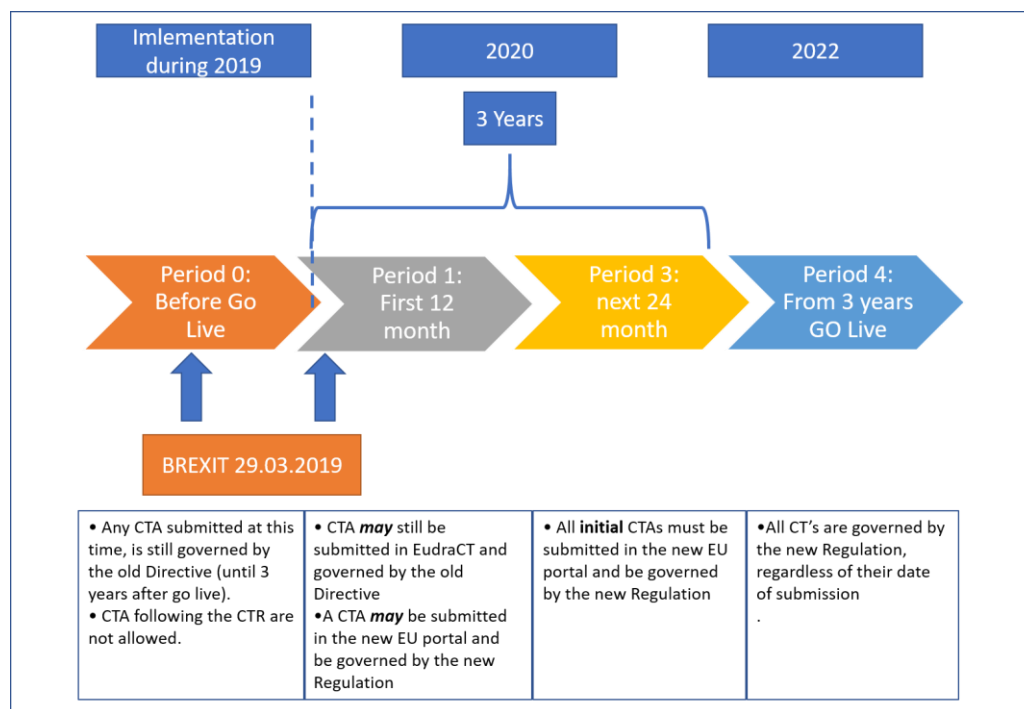 Imlementation
during 2019
2020
2022
3 Years
Period 0:
Before Go
Live
Period 1:
First 12
month
Period 3:
next 24
month
Period 4:
From 3 years
GO Live
BREXIT 29.03.2019
• Any CTA submitted at this
time, is still governed by
the old Directive (until 3
years after go live).
• CTA following the CTR are
not allowed.
• CTA may still be
submitted in EudraCT and
governed by the old
Directive
•A CTA may be submitted
in the new EU portal and
be governed by the new
Regulation
• All initial CTAs must be
submitted in the new EU
portal and be governed
by the new Regulation
•All CT’s are governed by
the new Regulation,
regardless of their date
of submission
.